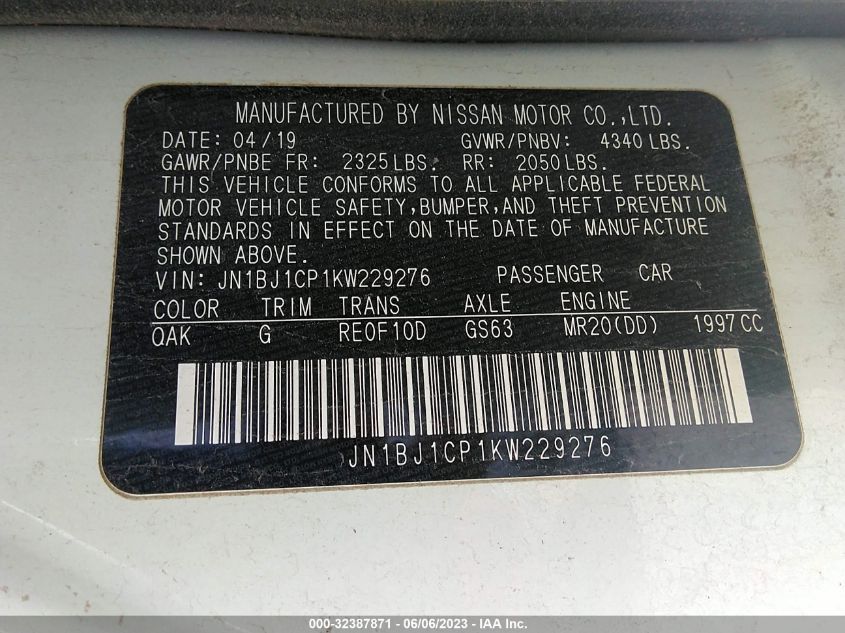 MANUFACTURED BY NISSAN MOTOR CO.,LTD.
DATE: 04/19 GVWR/PNBV: 4340 LBS.
GAWR/PNBE FR: 2325 LBS. RR: 2050 LBS.
THIS VEHICLE CONFORMS TO ALL APPLICABLE FEDERAL
MOTOR VEHICLE SAFETY,BUMPER,AND THEFT PREVENTION
STANDARDS IN EFFECT ON THE DATE OF MANUFACTURE
SHOWN ABOVE.
VIN: JN1BJ1CP1KW229276 PASSENGER CAR
COLOR TRIM TRANS AXLE ENGINE
QAK G RE0F10D GS63 MR20(DD) 1997 CC
JN1BJ1CP1KW229276
000-32387871 - 06/06/2023 - IAA Inc.